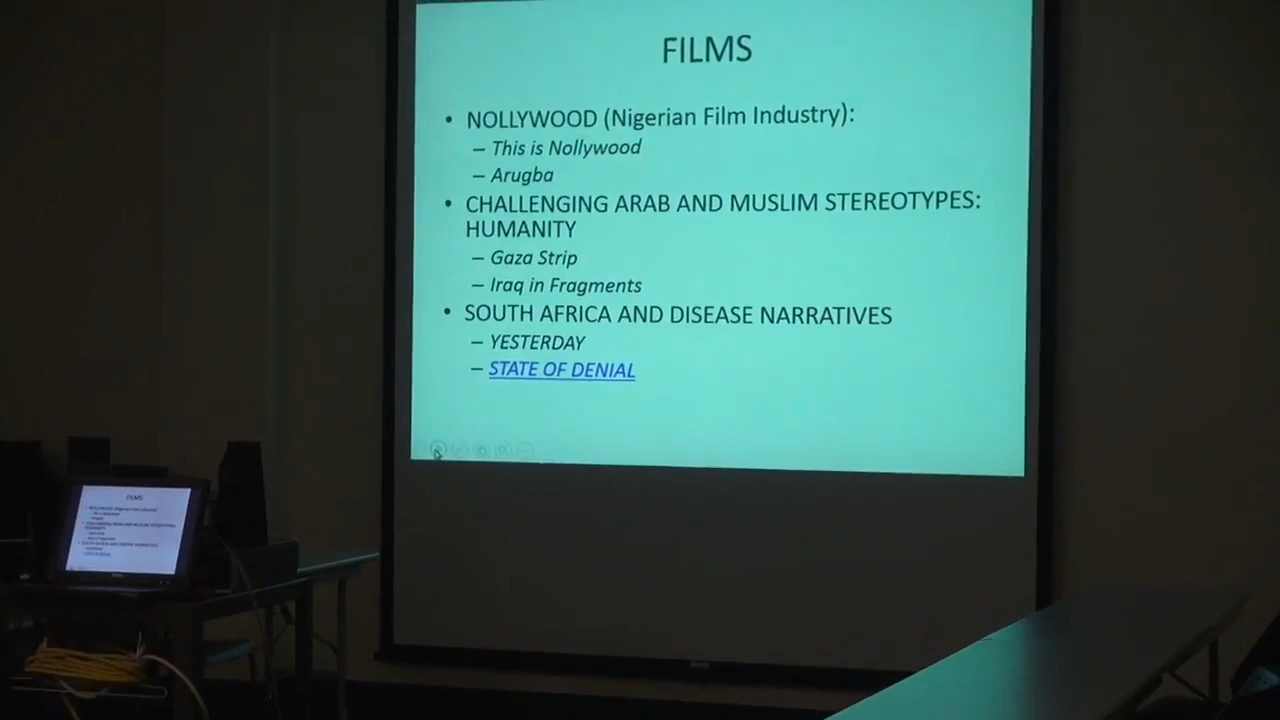 FILMS
• NOLLYWOOD (Nigerian Film Industry):
– This is Nollywood
– Arugba
• CHALLENGING ARAB AND MUSLIM STEREOTYPES:
HUMANITY
– Gaza Strip
– Iraq in Fragments
• SOUTH AFRICA AND DISEASE NARRATIVES
– YESTERDAY
– STATE OF DENIAL
FILMS